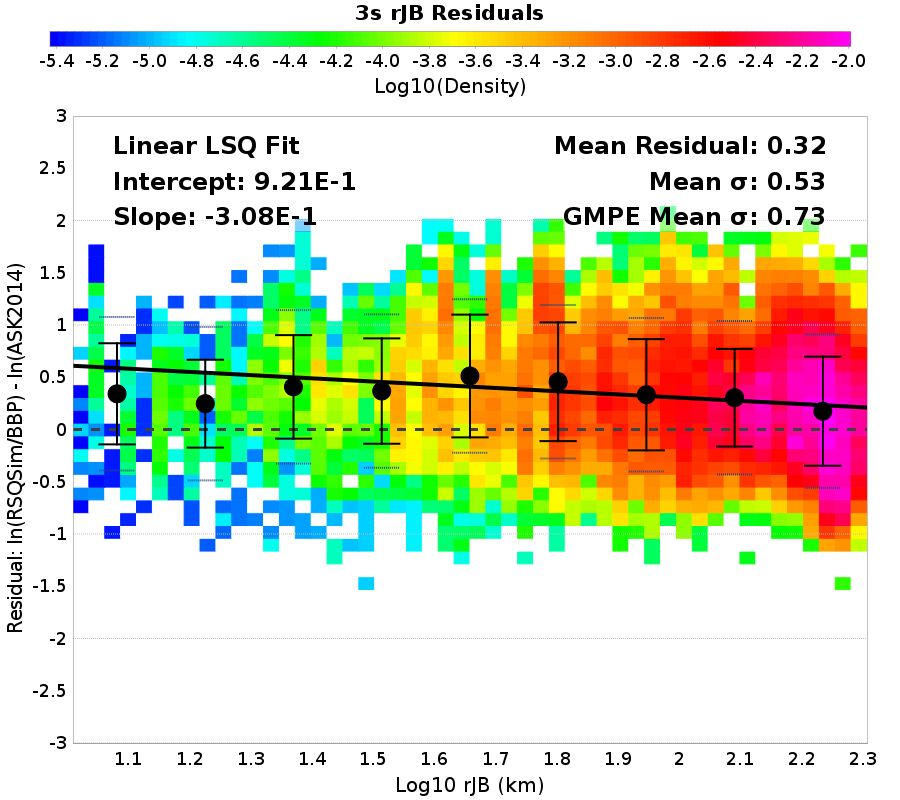 3s rJB Residuals
-5.4 -5.2 -5.0 -4.8 -4.6 -4.4 -4.2 -4.0 -3.8 -3.6 -3.4 -3.2 -3.0 -2.8 -2.6 -2.4 -2.2 -2.0
Log10(Density)
Linear LSQ Fit
Intercept: 9.21E-1
Slope: -3.08E-1
Mean Residual: 0.32
Mean σ: 0.53
GMPE Mean σ: 0.73
Residual: ln(RSQSim/BBP) - ln(ASK2014)
3
2.5
2
1.5
1
0.5
0
-0.5
-1
-1.5
-2
-2.5
-3
1.1 1.2 1.3 1.4 1.5 1.6 1.7 1.8 1.9 2 2.1 2.2 2.3
Log10 rJB (km)